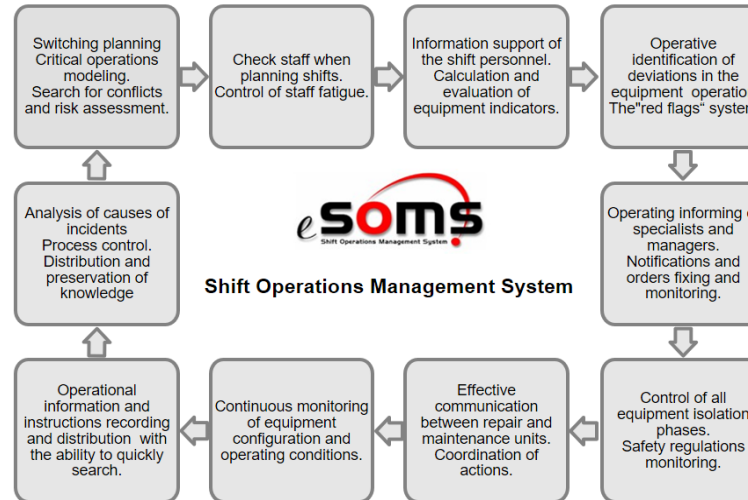 Switching planning
Critical operations
modeling.
Search for conflicts
and risk assessment.
Check staff when
planning shifts.
Control of staff fatigue.
Information support of
the shift personnel.
Calculation and
evaluation of
equipment indicators.
Operative
identification of
deviations in the
equipment
The"red flags“
Operating informing
specialists and
managers.
Notifications and
orders fixing and
monitoring.
Control of all
equipment isolation
phases.
Safety regulations
monitoring.
Effective
communication
between repair and
maintenance units.
Coordination of
actions.
Continuous monitoring
of equipment
configuration and
operating conditions.
Operational
information and
instructions recording
and distribution with
the ability to quickly
search.
Analysis of causes of
incidents
Process control.
Distribution and
preservation of
knowledge
eSOMS
Shift Operations Management System
Shift Operations Management System